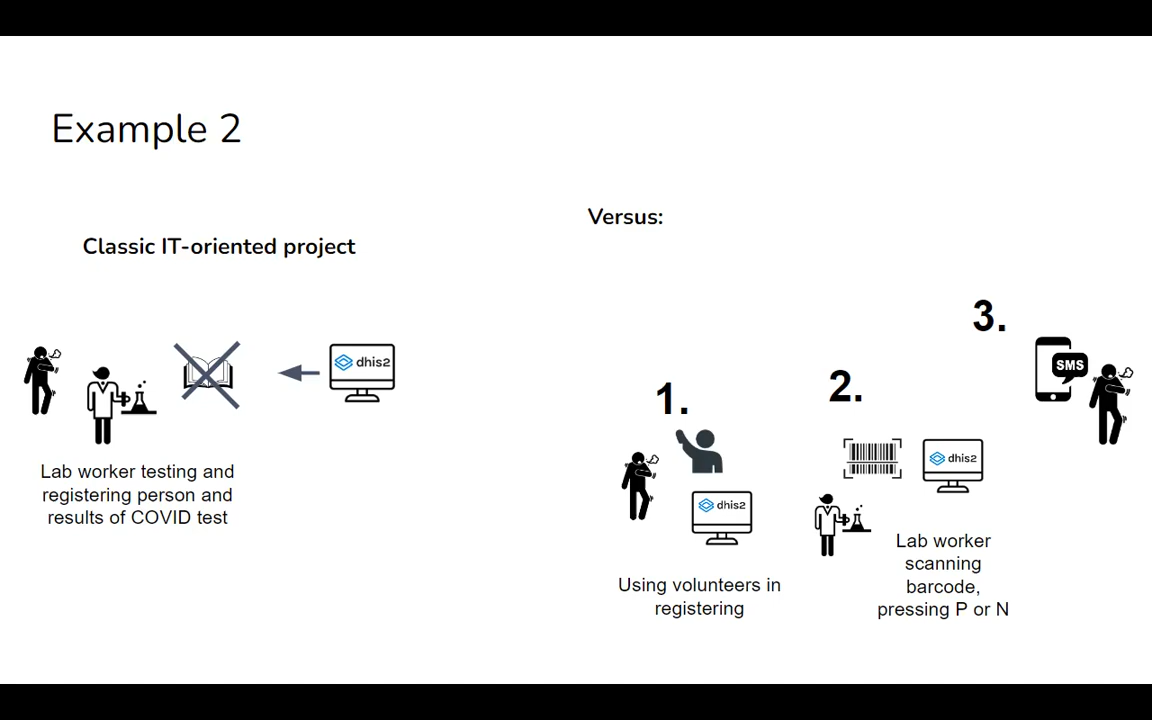 Example 2
Classic IT-oriented project
dhis2
Lab worker testing and
registering person and
results of COVID test
Versus:
1.
dhis2
Using volunteers in
registering
2.
dhis2
Lab worker
scanning
barcode,
pressing P or N
3.
SMS